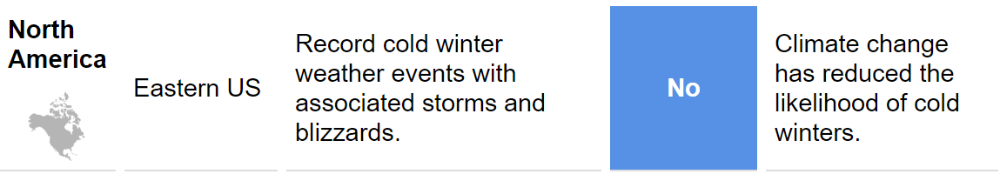 North
America
Eastern US
Record cold winter
weather events with
associated storms and
blizzards.
No
Climate change
has reduced the
likelihood of cold
winters.